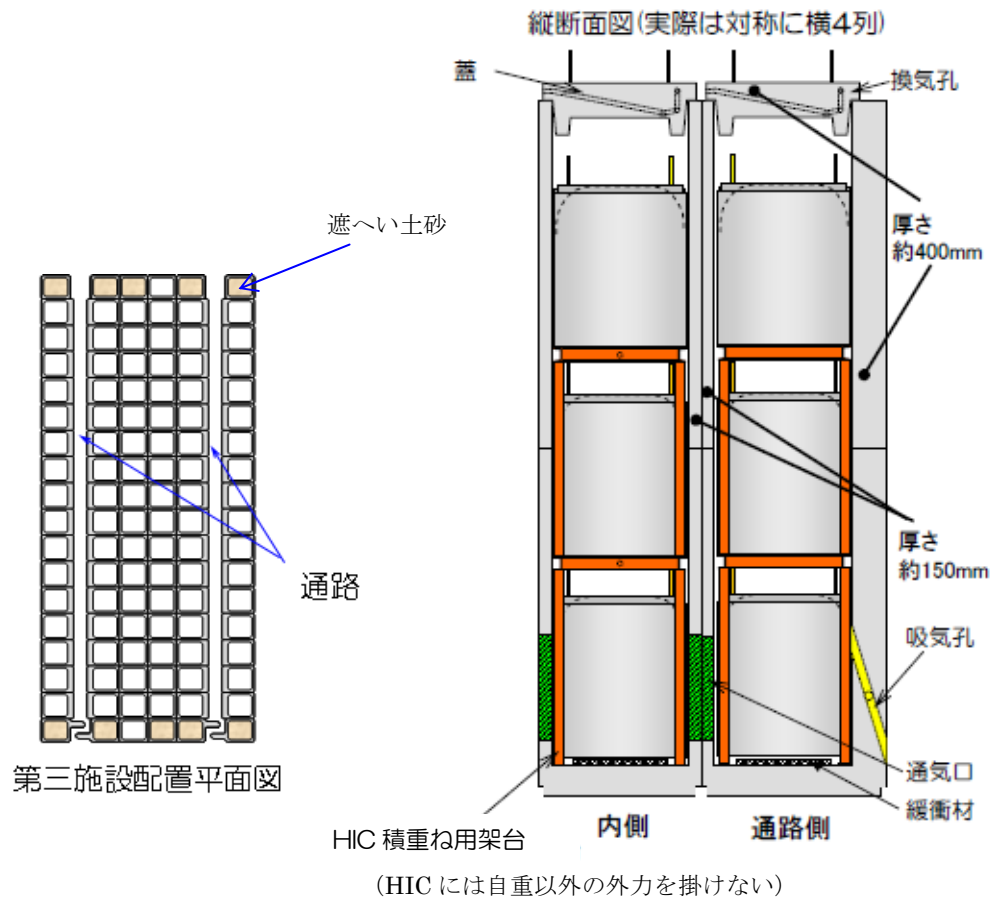 縦断面図(実際は対称に横4列)
蓋
換気孔
遮へい土砂
厚さ
約400mm
通路
厚さ
約150mm
吸気孔
第三施設配置平面図
通気口
緩衝材
HIC 積重ね用架台
内側
通路側
（HIC には自重以外の外力を掛けない）